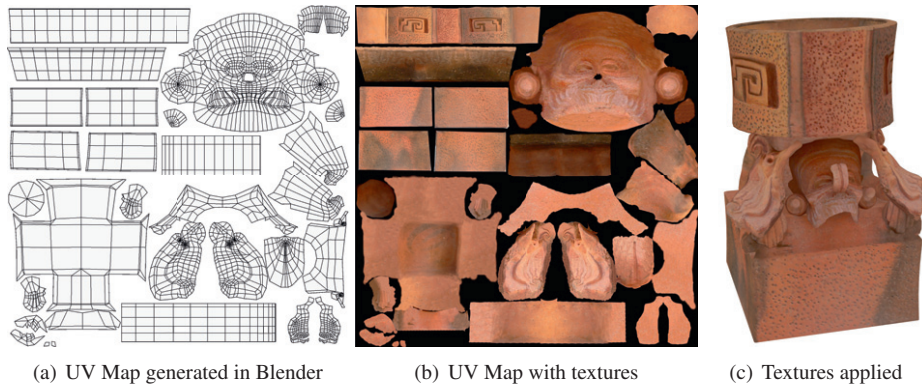 (a) UV Map generated in Blender
(b) UV Map with textures
(c) Textures applied